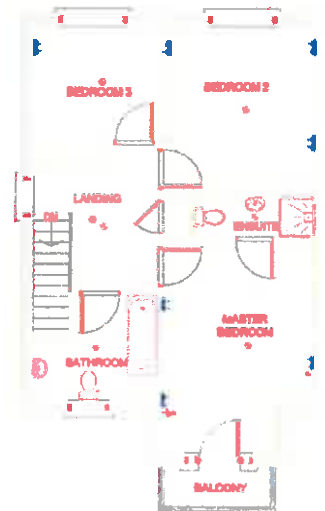 BEDROOM 3
BEDROOM 2
LANDING
DN
ENSUITE
MASTER
BEDROOM
BATHROOM
BALCONY